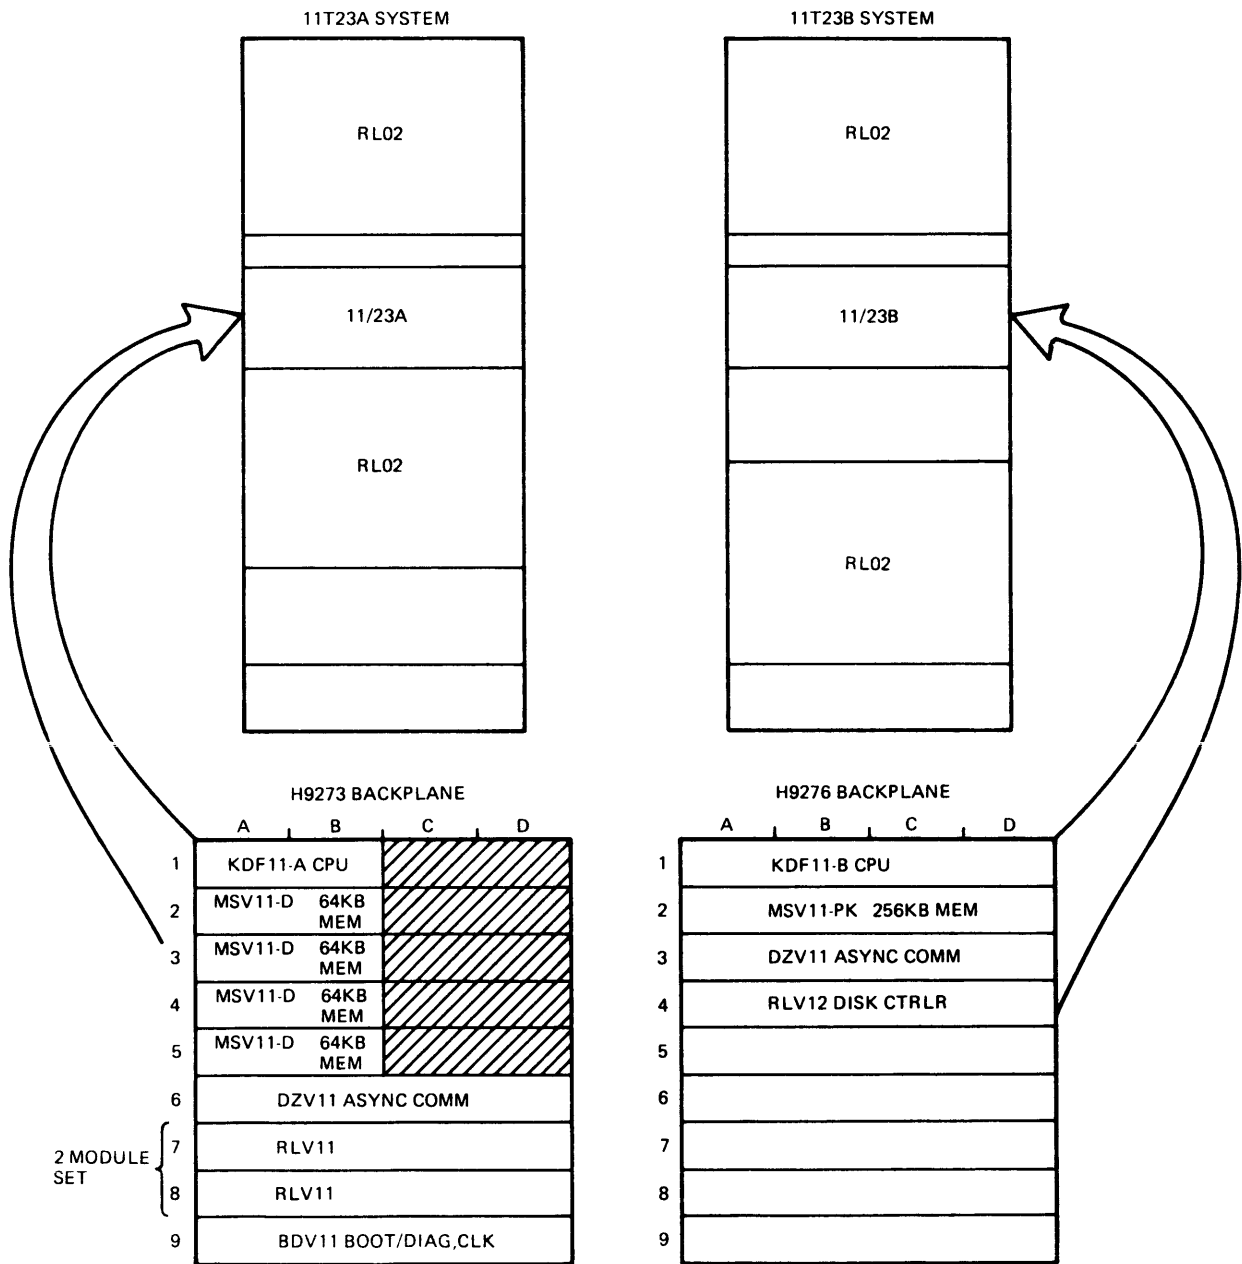 11T23A SYSTEM
11T23B SYSTEM
RL02
RL02
11/23A
11/23B
RL02
RL02
H9273 BACKPLANE
A B C D
1 KDF11-A CPU
2 MSV11-D 64KB
MEM
3 MSV11-D 64KB
MEM
4 MSV11-D 64KB
MEM
5 MSV11-D 64KB
MEM
6 DZV11 ASYNC COMM
2 MODULE
SET
7 RLV11
8 RLV11
9 BDV11 BOOT/DIAG,CLK
H9276 BACKPLANE
A B C D
1 KDF11-B CPU
2 MSV11-PK 256KB MEM
3 DZV11 ASYNC COMM
4 RLV12 DISK CTRLR
5
6
7
8
9